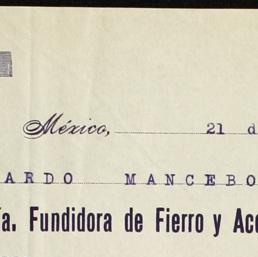 México, 21 d
ARDO MANCEBO
ía. Fundidora de Fierro y Ace